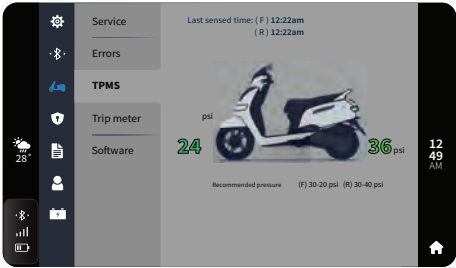 Service
Errors
TPMS
Trip meter
Software
Last sensed time: ( F ) 12:22am
( R ) 12:22am
psi
24
36 psi
Recommended pressure (F) 30-20 psi (R) 30-40 psi
28°
12
49
AM